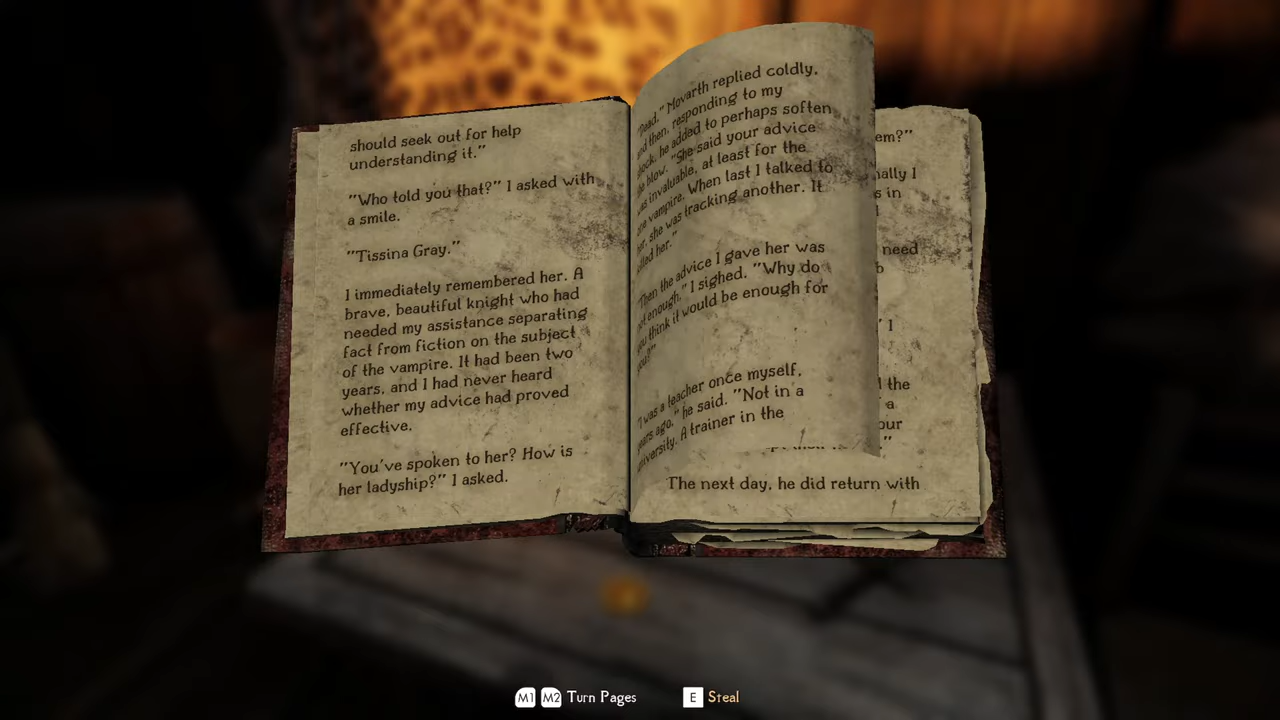 should seek out for help
understanding it."
"Who told you that?" I asked with
a smile.
"Tissina Gray."
I immediately remembered her. A
brave, beautiful knight who had
needed my assistance separating
fact from fiction on the subject
of the vampire. It had been two
years, and I had never heard
whether my advice had proved
effective.
"You've spoken to her? How is
her ladyship?" I asked.
"Dead," Movarth replied coldly,
and then, responding to my
shock, he added to perhaps soften
the blow. "She said your advice
was invaluable, at least for the
one vampire. When last I talked to
her, she was tracking another. It
killed her."
"Then the advice I gave her was
not enough," I sighed. "Why do
you think it would be enough for
you?"
"I was a teacher once myself,
years ago," he said. "Not in a
university. A trainer in the
em?"
nally I
s in
need
I
the
a
our
The next day, he did return with
M1 M2 Turn Pages
E Steal